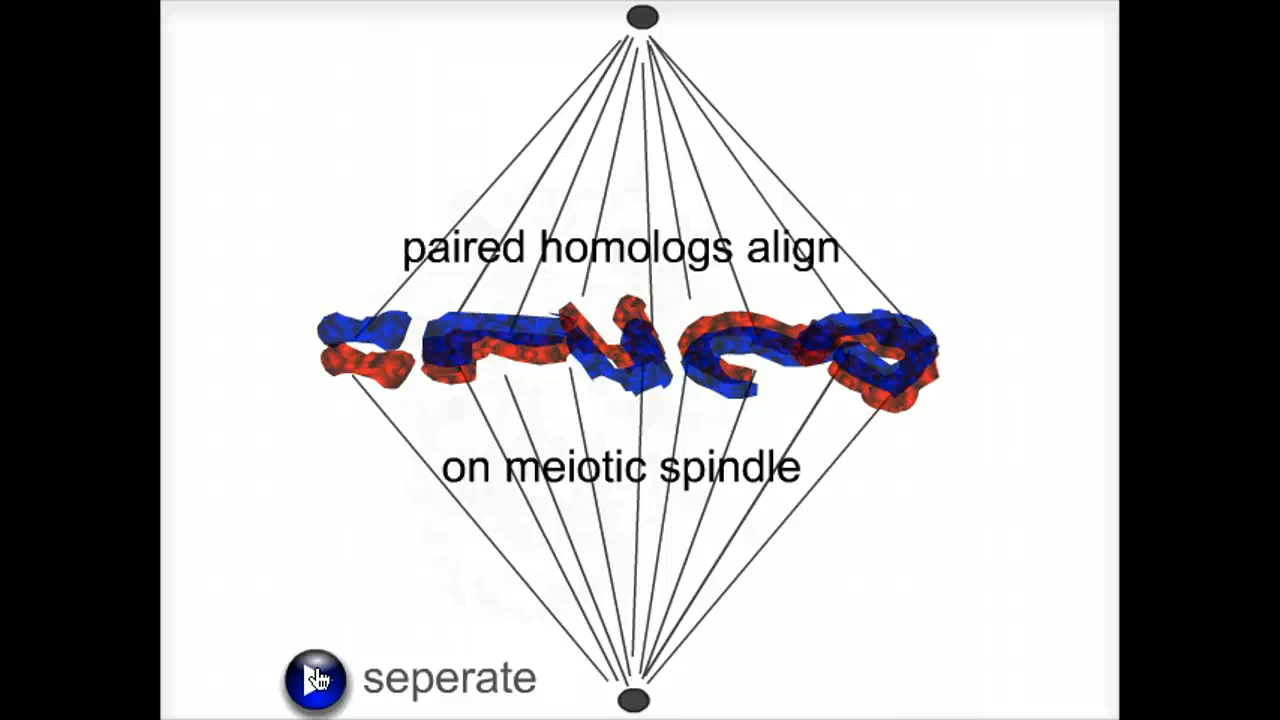 paired homologs align
on meiotic spindle
seperate